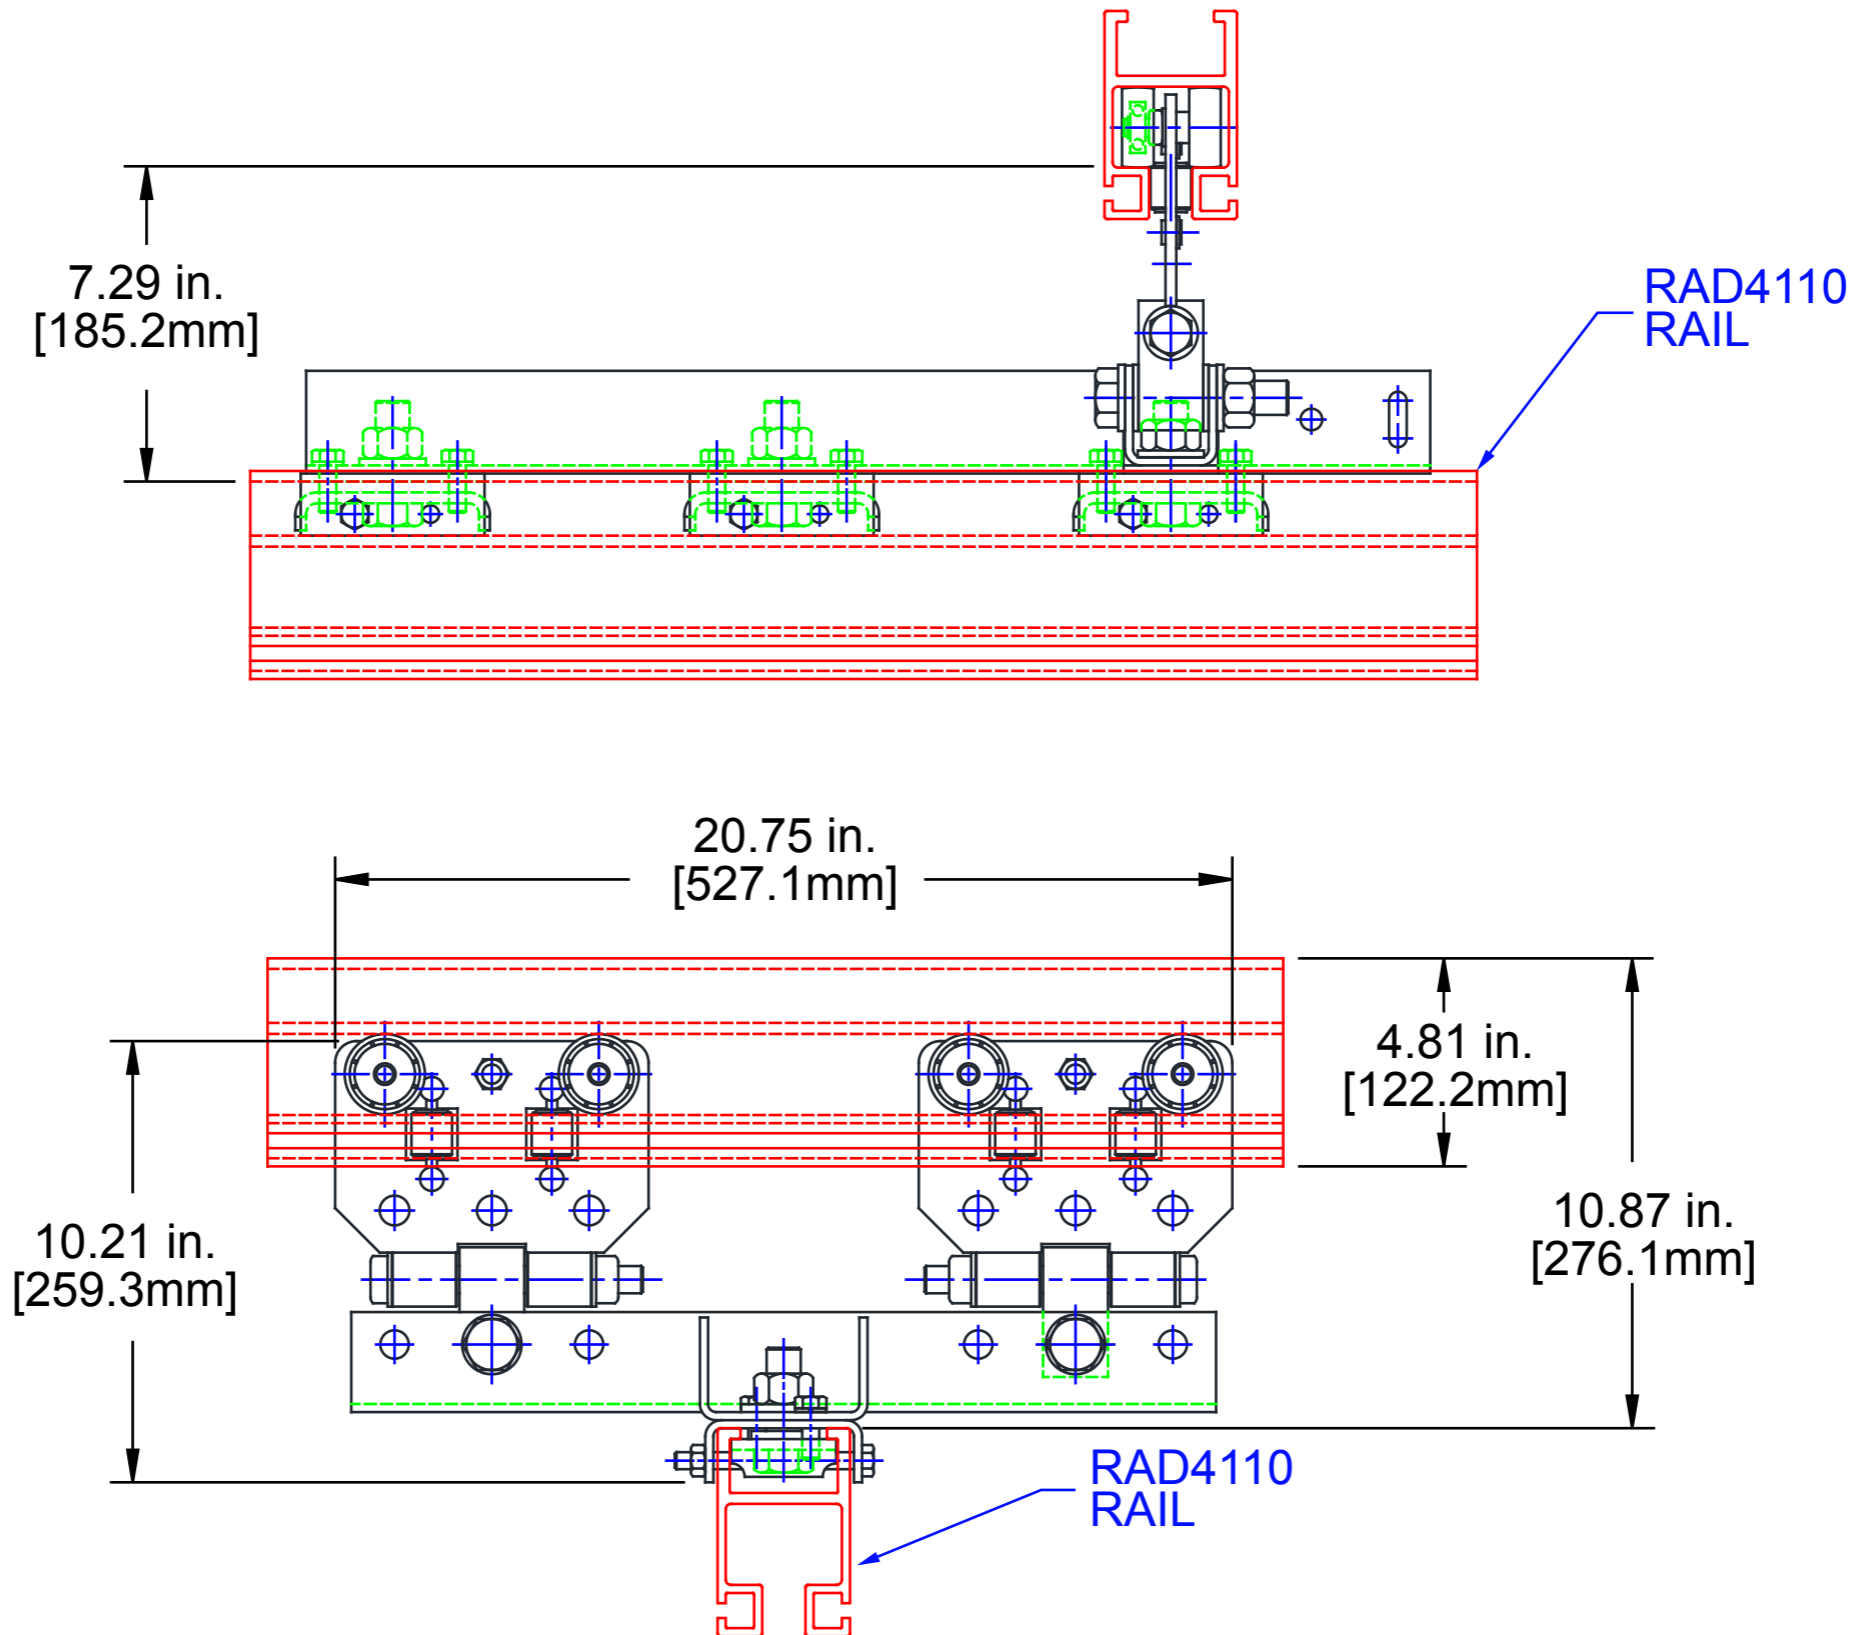 7.29 in.
[185.2mm]
RAD4110
RAIL
20.75 in.
[527.1mm]
4.81 in.
[122.2mm]
10.87 in.
[276.1mm]
10.21 in.
[259.3mm]
RAD4110
RAIL